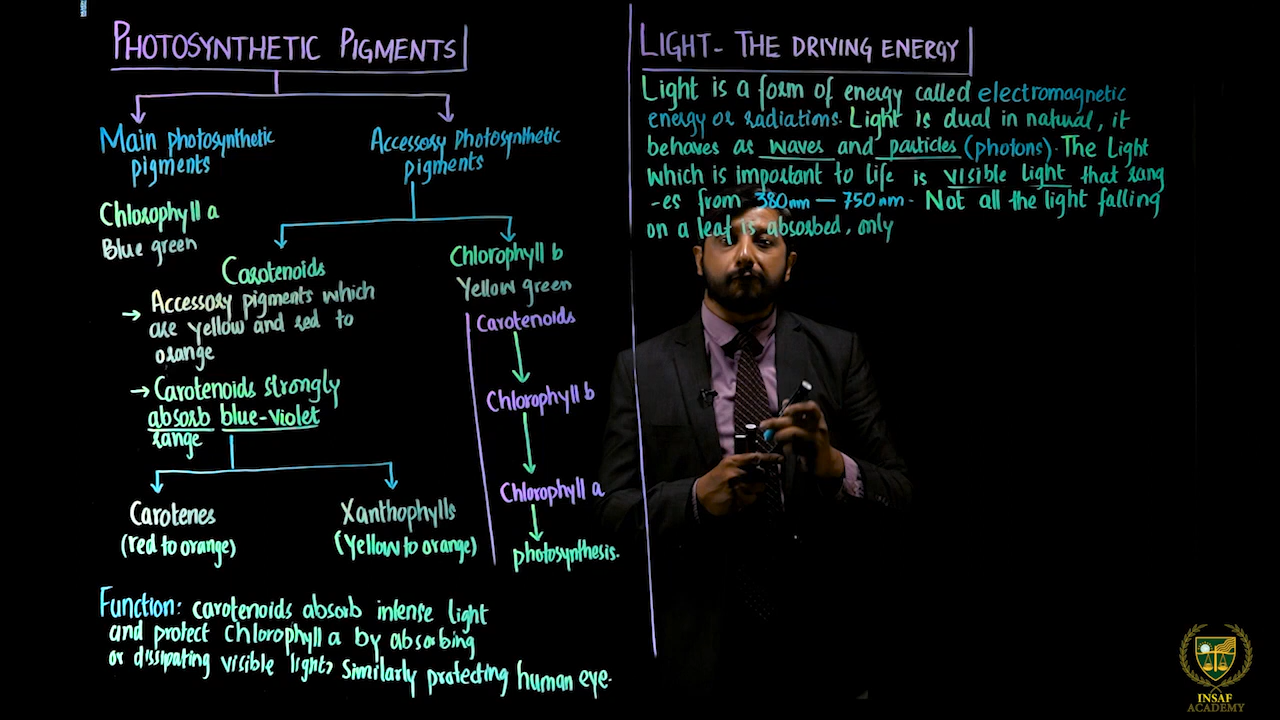 PHOTOSYNTHETIC PIGMENTS
Main photosynthetic
pigments
Chlorophyll a
Blue green
Accessory Photosynthetic
pigments
Carotenoids
→ Accessory pigments which
are yellow and red to
orange
→ Carotenoids strongly
absorb blue-violet
range
Carotenes
(red to orange)
Xanthophylls
(Yellow to orange)
Chlorophyll b
Yellow green
Carotenoids
Chlorophyll b
Chlorophyll a
photosynthesis.
Function: carotenoids absorb intense light
and protect Chlorophyll a by absorbing
or dissipating visible light, Similarly protecting human eye.
LIGHT- THE DRIVING ENERGY
Light is a form of energy called electromagnetic
energy or radiations. Light is dual in natural, it
behaves as waves and particles (photons). The Light
which is important to life is visible light that rang
-es from 380nm — 750nm. Not all the light falling
on a leaf is absorbed, only
INSAF
ACADEMY